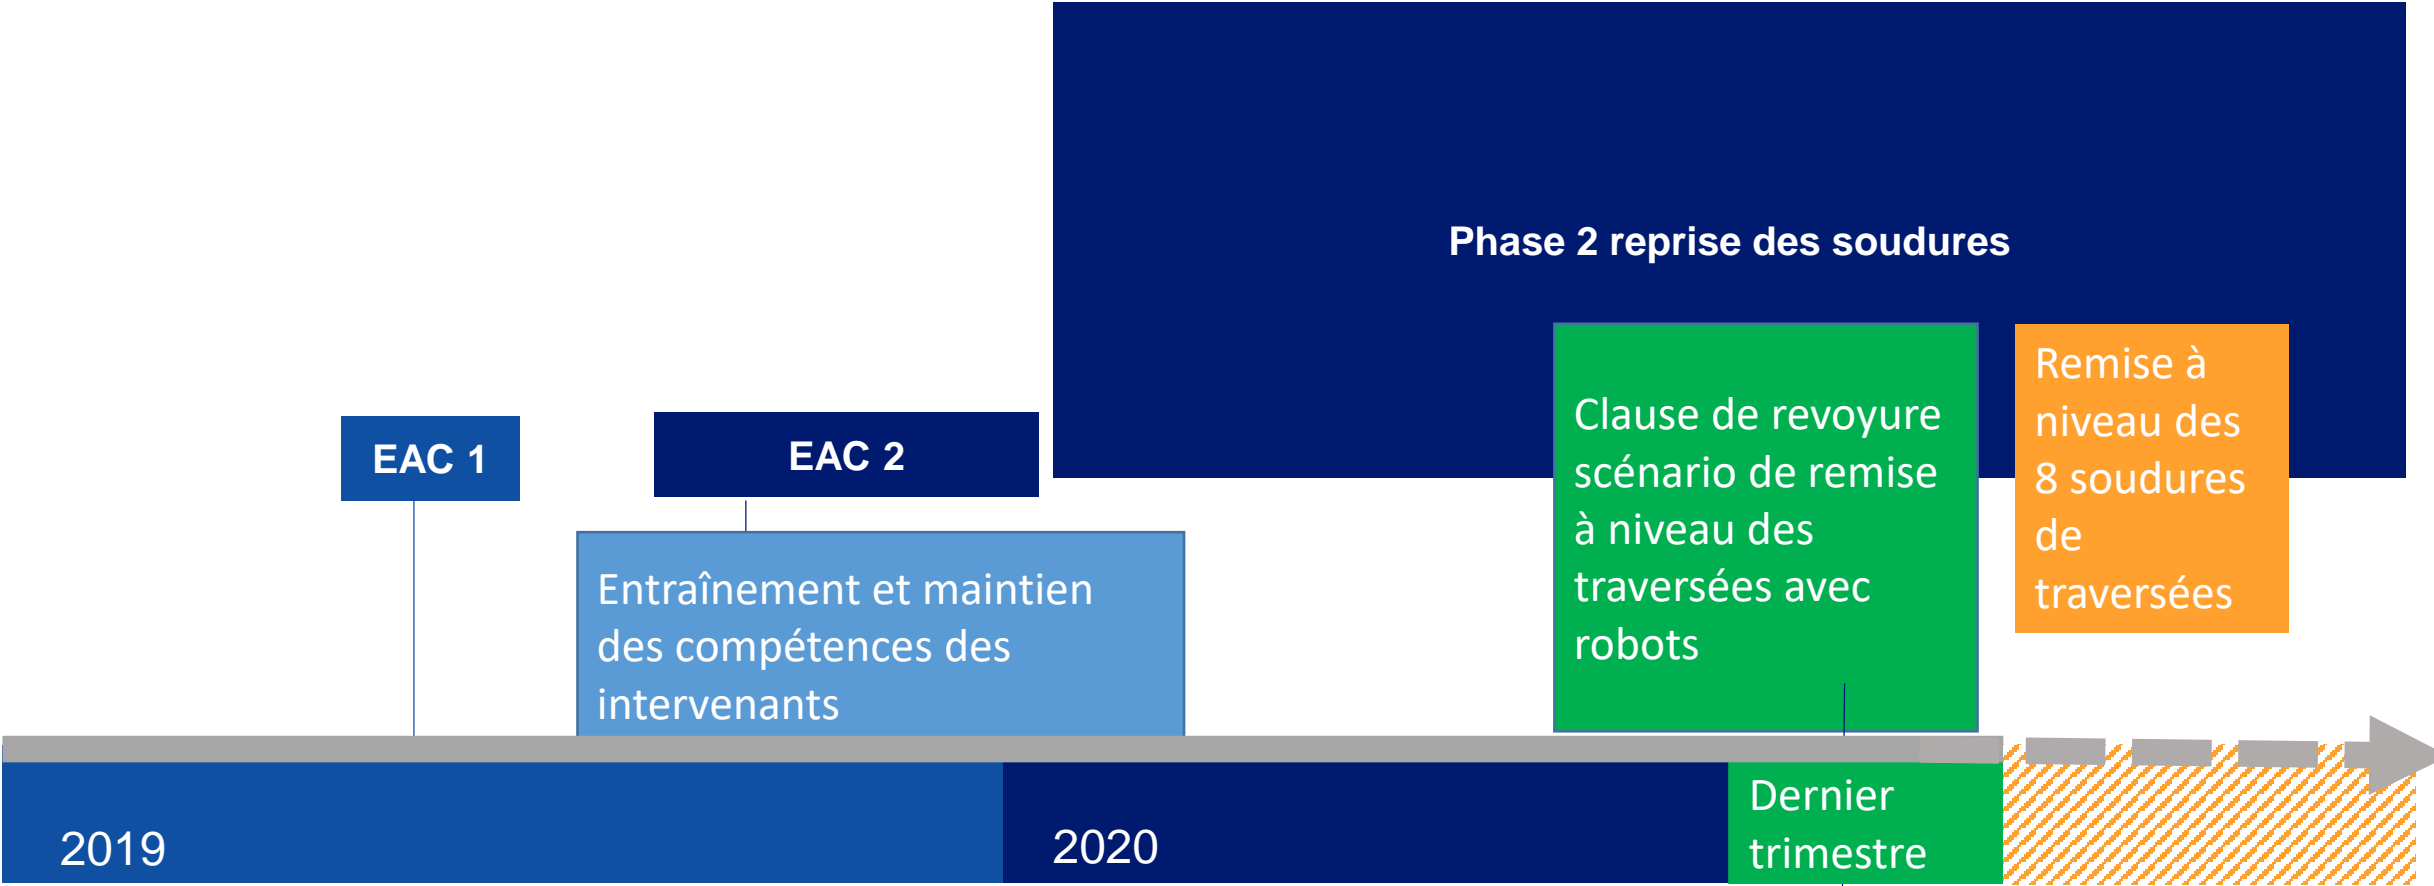 Phase 2 reprise des soudures
EAC 1
EAC 2
Entraînement et maintien
des compétences des
intervenants
Clause de revoyure
scénario de remise
à niveau des
traversées avec
robots
Remise à
niveau des
8 soudures
de
traversées
2019
2020
Dernier
trimestre